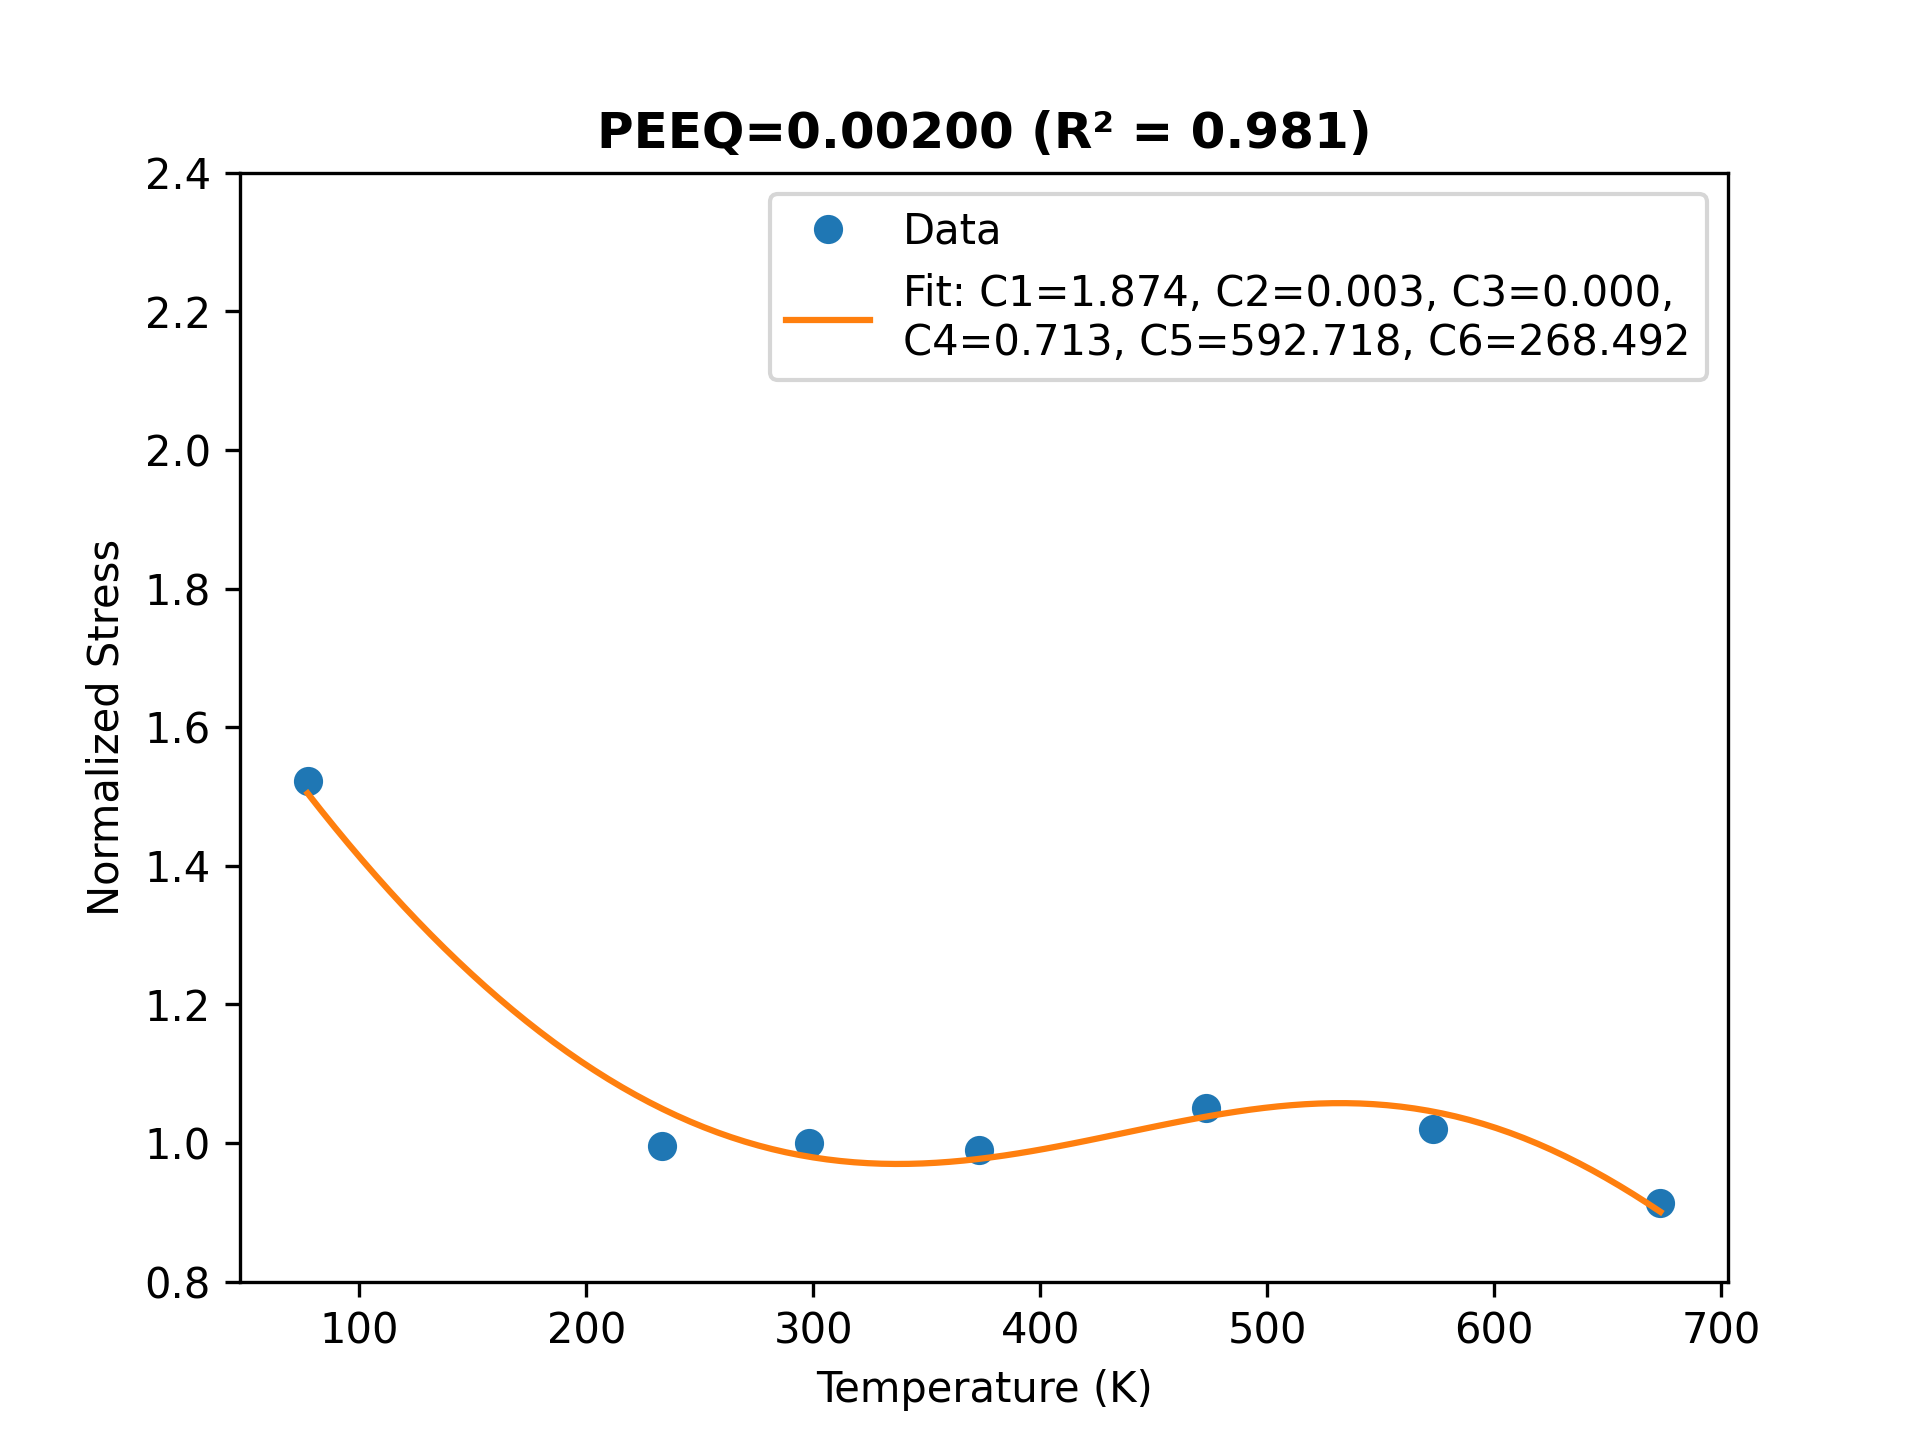 PEEQ=0.00200 (R² = 0.981)
2.4
2.2
2.0
1.8
1.6
1.4
1.2
1.0
0.8
Normalized Stress
Data
Fit: C1=1.874, C2=0.003, C3=0.000,
C4=0.713, C5=592.718, C6=268.492
100 200 300 400 500 600 700
Temperature (K)